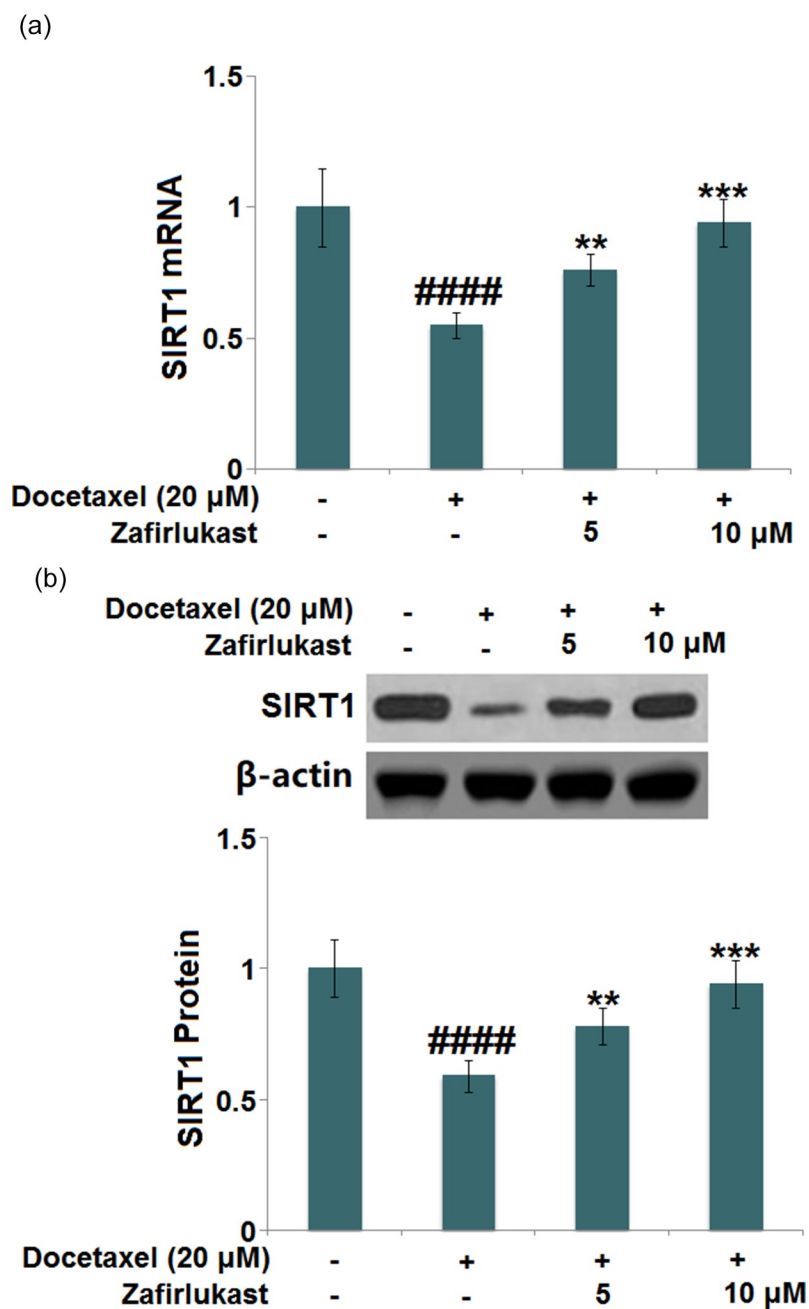 (a)
1.5
1
0.5
0
SIRT1 mRNA
####
**
***
Docetaxel (20 μM) - + + +
Zafirlukast - - 5 10 μM
(b)
Docetaxel (20 μM) - + + +
Zafirlukast - - 5 10 μM
SIRT1
β-actin
1.5
1
0.5
0
SIRT1 Protein
####
**
***
Docetaxel (20 μM) - + + +
Zafirlukast - - 5 10 μM